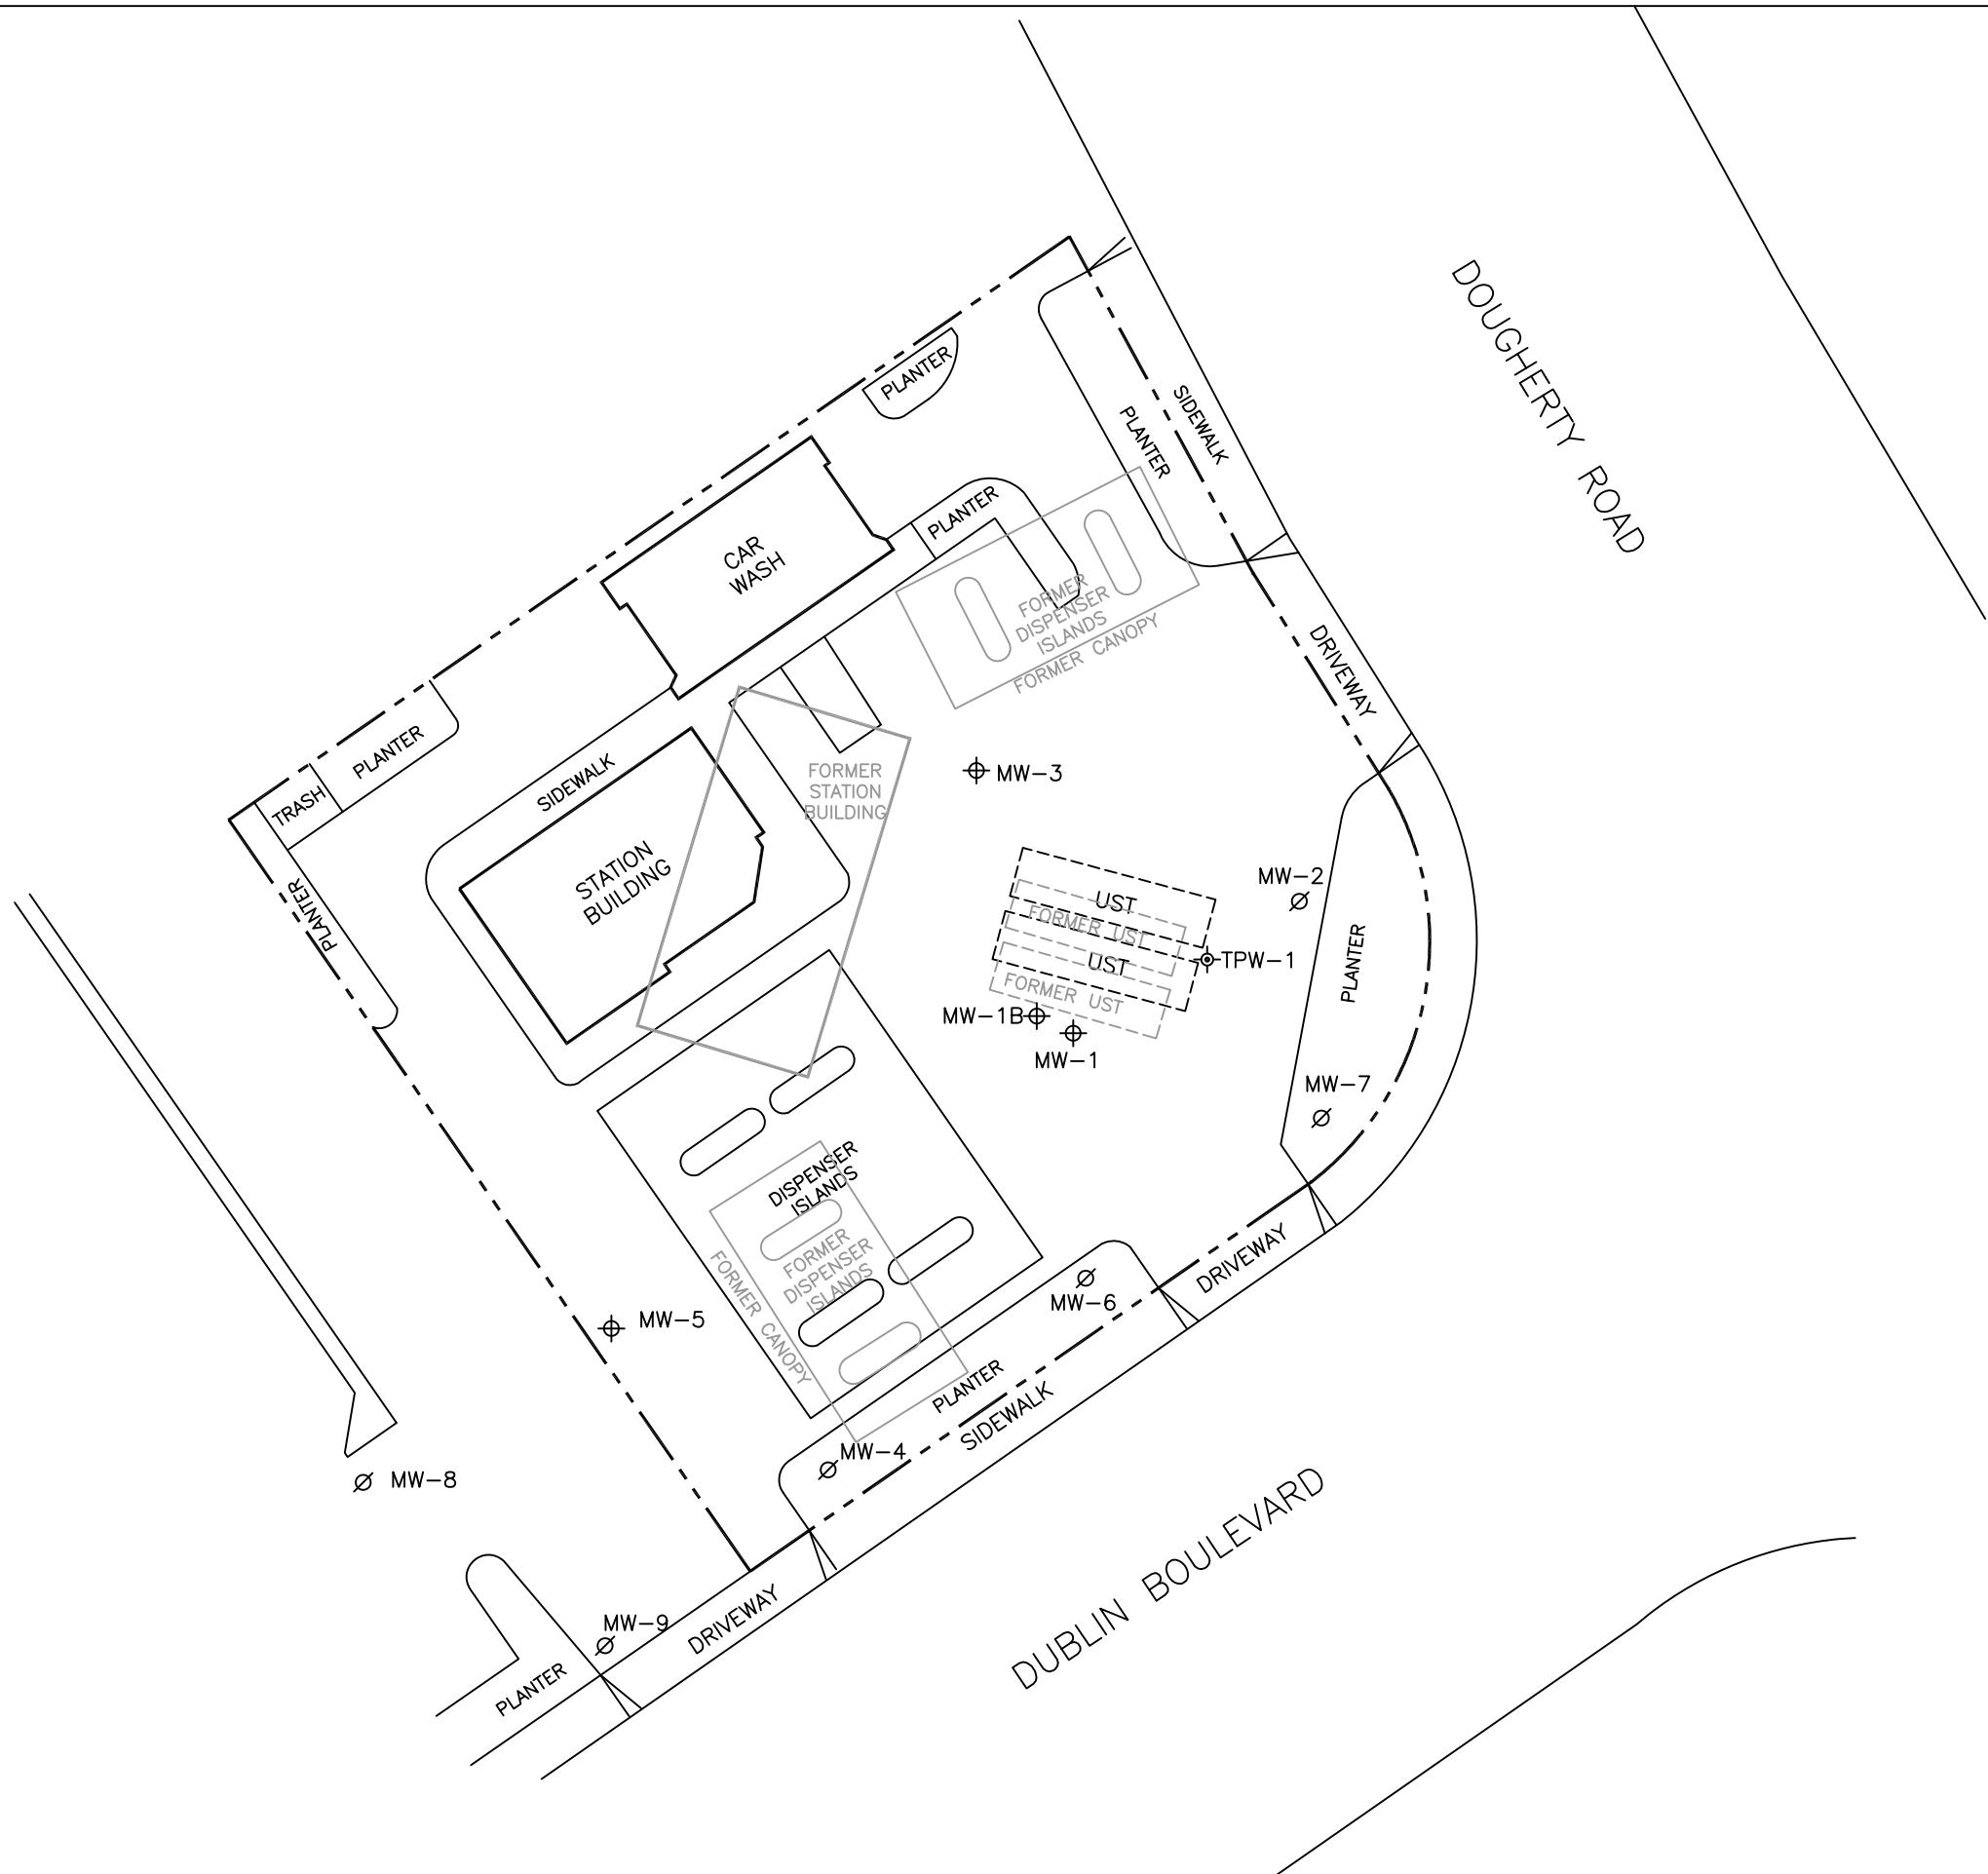 DOUGHERTY ROAD
PLANTER
SIDEWALK
PLANTER
PLANTER
CAR
WASH
FORMER
DISPENSER
ISLANDS
FORMER CANOPY
DRIVEWAY
PLANTER
TRASH
SIDEWALK
FORMER
STATION
BUILDING
MW-3
STATION
BUILDING
PLANTER
MW-2
UST
FORMER UST
UST
FORMER UST
TPW-1
PLANTER
MW-1B
MW-1
MW-7
DISPENSER
ISLANDS
FORMER
DISPENSER
ISLANDS
FORMER CANOPY
DRIVEWAY
MW-6
MW-5
PLANTER
SIDEWALK
MW-4
MW-8
DUBLIN BOULEVARD
DRIVEWAY
MW-9
PLANTER